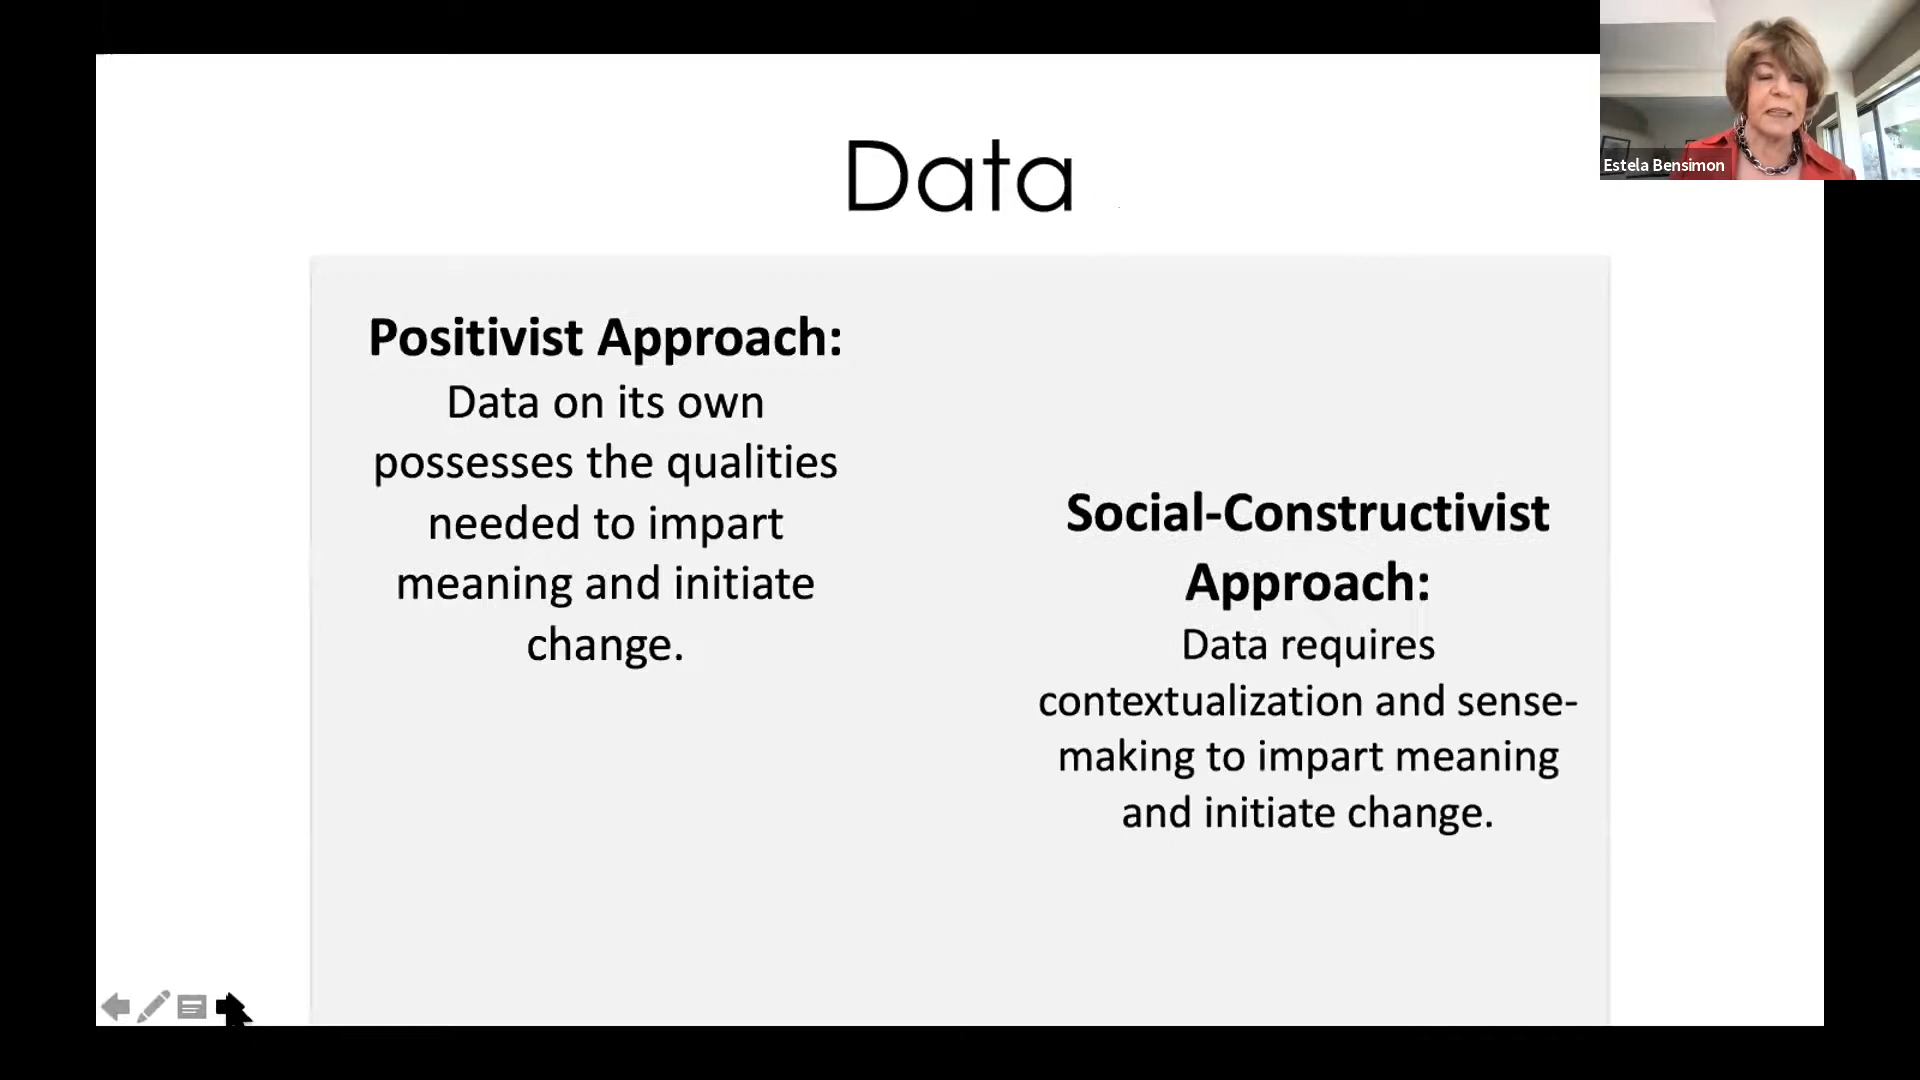 Data
Estela Bensimon
Positivist Approach:
Data on its own
possesses the qualities
needed to impart
meaning and initiate
change.
Social-Constructivist
Approach:
Data requires
contextualization and sense-
making to impart meaning
and initiate change.